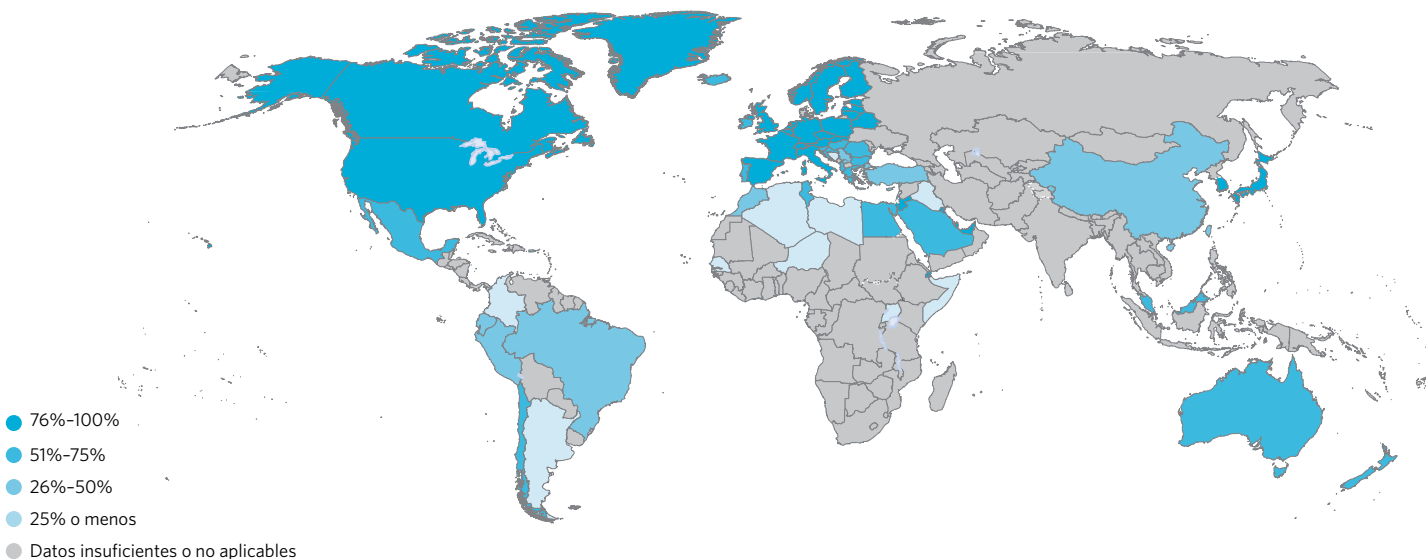 76%–100%
51%–75%
26%–50%
25% o menos
Datos insuficientes o no aplicables